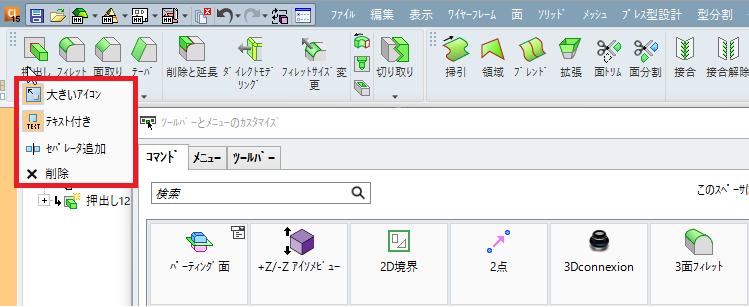 15
ファイル 編集 表示 ワイヤーフレーム 面 ソリッド メッシュ プレス型設計 型分割
押出し フィレット 面取り テーパ 削除と延長 ダイレクトモデリング フィレットサイズ変更 切り取り 掃引 領域 ブレンド 拡張 面トリム 面分割 接合 接合解除
大きいアイコン
TEXT テキスト付き
セパレータ追加
削除
押出し12
ツールバーとメニューのカスタマイズ
コマンド メニュー ツールバー
検索
このスペーサは
パーティング面 +Z/-Z アイソメビュー 2D境界 2点 3Dconnexion 3面フィレット